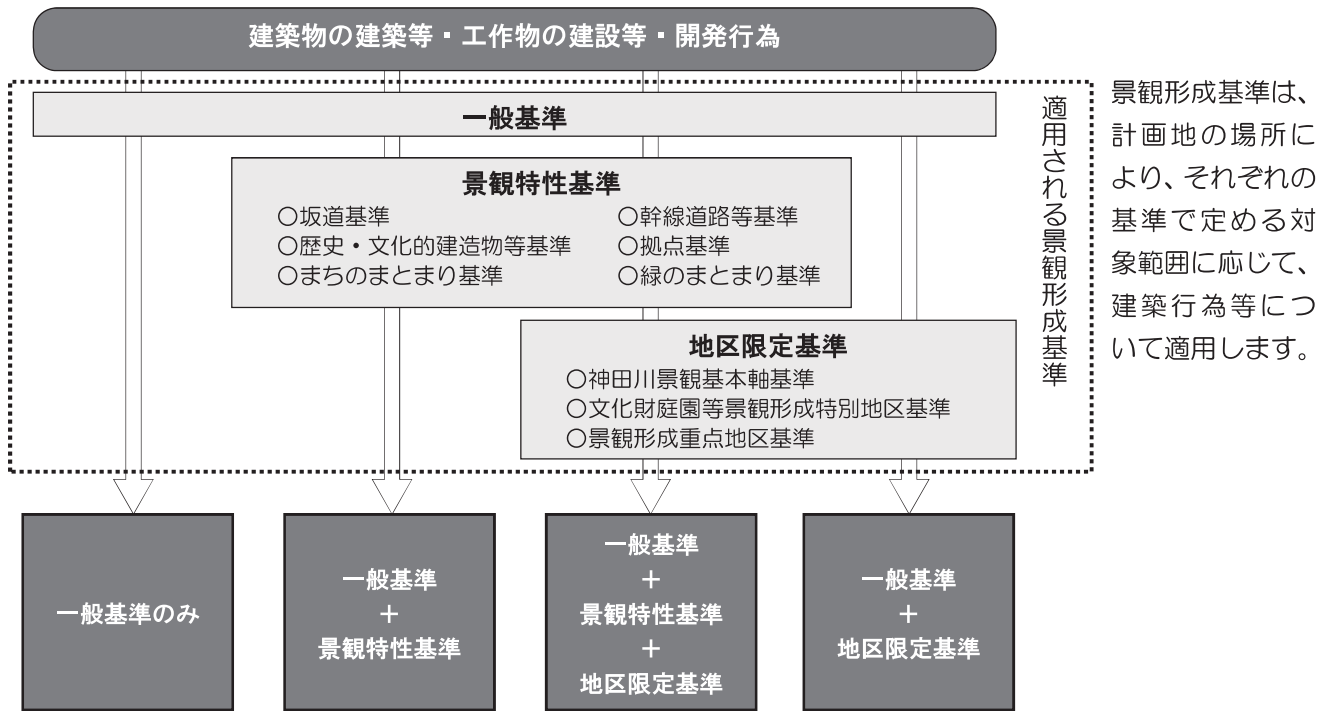 建築物の建築等・工作物の建設等・開発行為
一般基準
景観特性基準
○坂道基準
○歴史・文化的建造物等基準
○まちのまとまり基準
○幹線道路等基準
○拠点基準
○緑のまとまり基準
地区限定基準
○神田川景観基本軸基準
○文化財庭園等景観形成特別地区基準
○景観形成重点地区基準
適用される景観形成基準
景観形成基準は、
計画地の場所に
より、それぞれの
基準で定める対
象範囲に応じて、
建築行為等につ
いて適用します。
一般基準のみ
一般基準
+
景観特性基準
一般基準
+
景観特性基準
+
地区限定基準
一般基準
+
地区限定基準